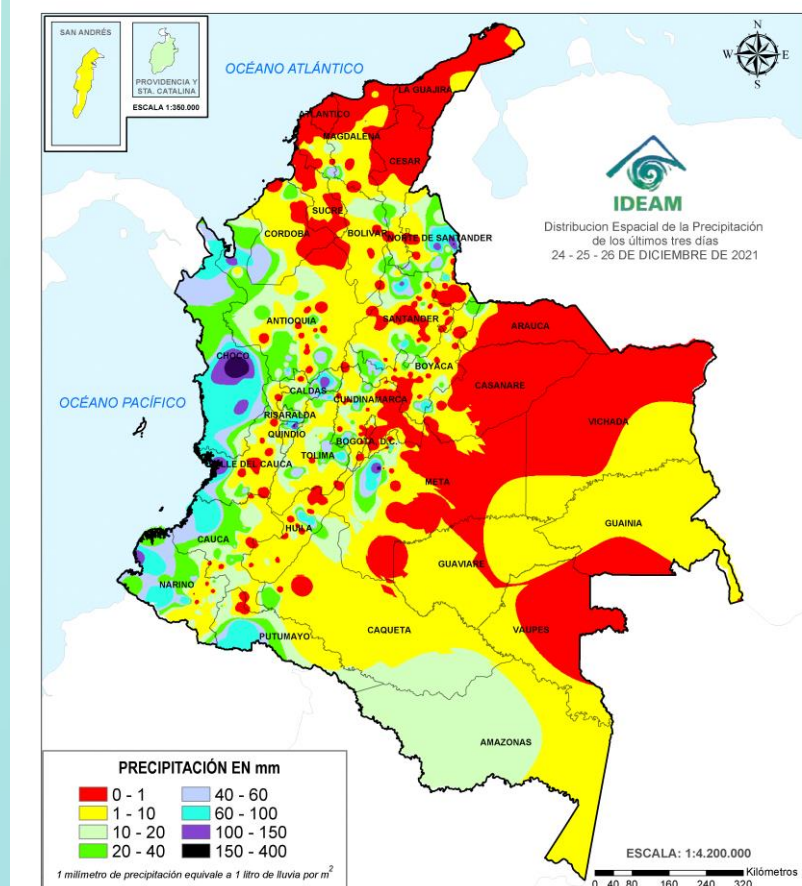 SAN ANDRÉS
PROVIDENCIA Y
STA. CATALINA
ESCALA 1:350.000
OCÉANO ATLÁNTICO
N
W E
S
LA GUAJIRA
ATLANTICO
MAGDALENA
CESAR
IDEAM
Distribucion Espacial de la Precipitación
de los últimos tres días
24 - 25 - 26 DE DICIEMBRE DE 2021
SUCRE
CORDOBA
BOLIVAR
NORTE DE SANTANDER
ANTIOQUIA
SANTANDER
ARAUCA
CHOCO
BOYACA
CASANARE
CALDAS
CUNDINAMARCA
OCÉANO PACÍFICO
RISARALDA
VICHADA
QUINDIO
BOGOTA, D.C.
TOLIMA
VALLE DEL CAUCA
META
GUAINIA
HUILA
CAUCA
GUAVIARE
NARINO
PUTUMAYO
CAQUETA
VAUPES
AMAZONAS
PRECIPITACIÓN EN mm
0 - 1
40 - 60
1 - 10
60 - 100
10 - 20
100 - 150
20 - 40
150 - 400
1 milímetro de precipitación equivale a 1 litro de lluvia por m²
ESCALA: 1:4.200.000
Kilómetros
0 40 80 160 240 320